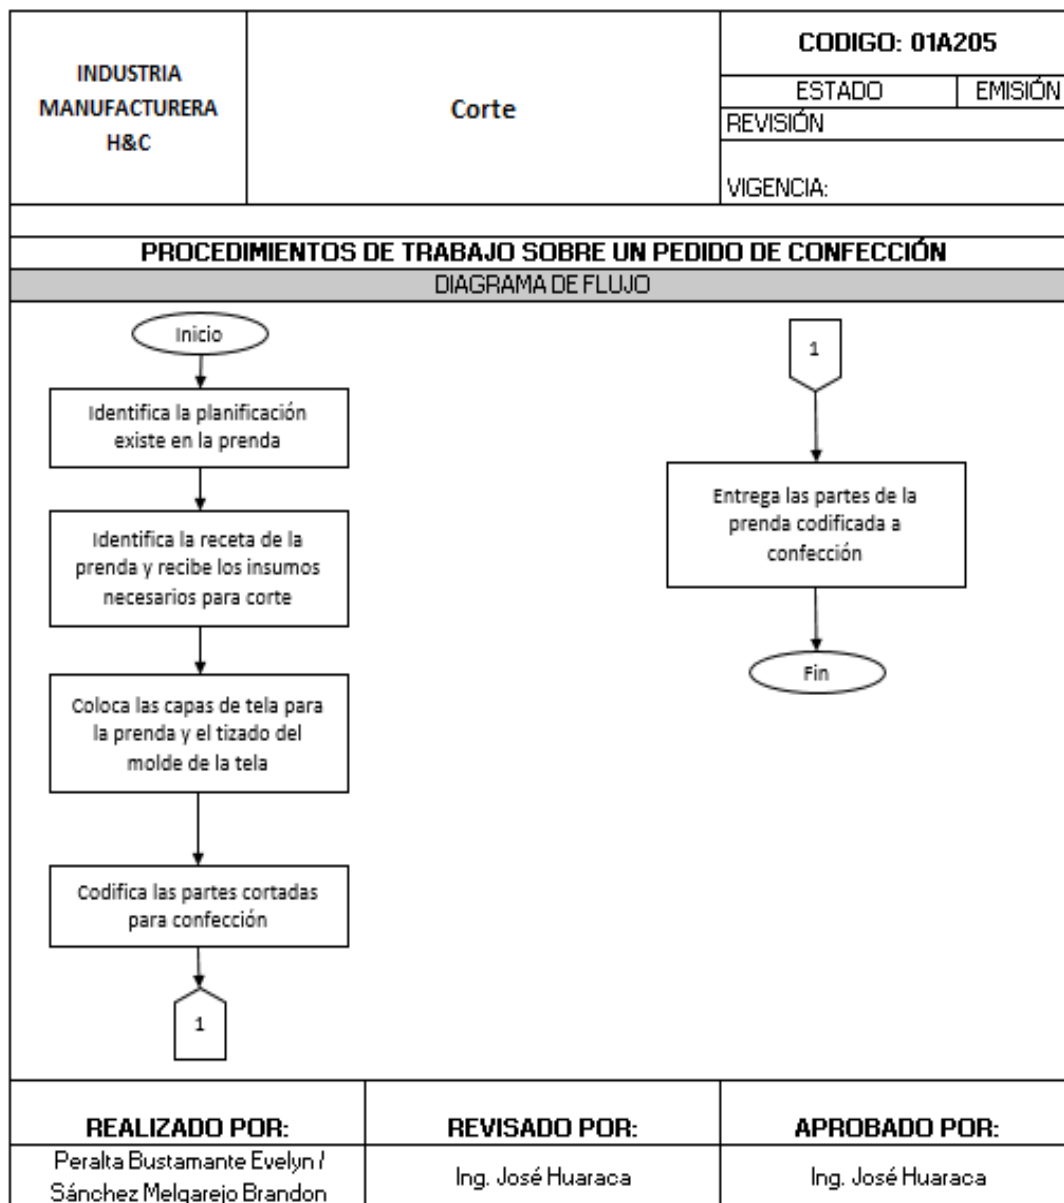 INDUSTRIA
MANUFACTURERA
H&C
Corte
CODIGO: 01A205
ESTADO
EMISIÓN
REVISIÓN
VIGENCIA:
PROCEDIMIENTOS DE TRABAJO SOBRE UN PEDIDO DE CONFECCIÓN
DIAGRAMA DE FLUJO
Inicio
Identifica la planificación
existe en la prenda
Identifica la receta de la
prenda y recibe los insumos
necesarios para corte
Coloca las capas de tela para
la prenda y el tizado del
molde de la tela
Codifica las partes cortadas
para confección
1
1
Entrega las partes de la
prenda codificada a
confección
Fin
REALIZADO POR:
Peralta Bustamante Evelyn /
Sánchez Melgarejo Brandon
REVISADO POR:
Ing. José Huaraca
APROBADO POR:
Ing. José Huaraca